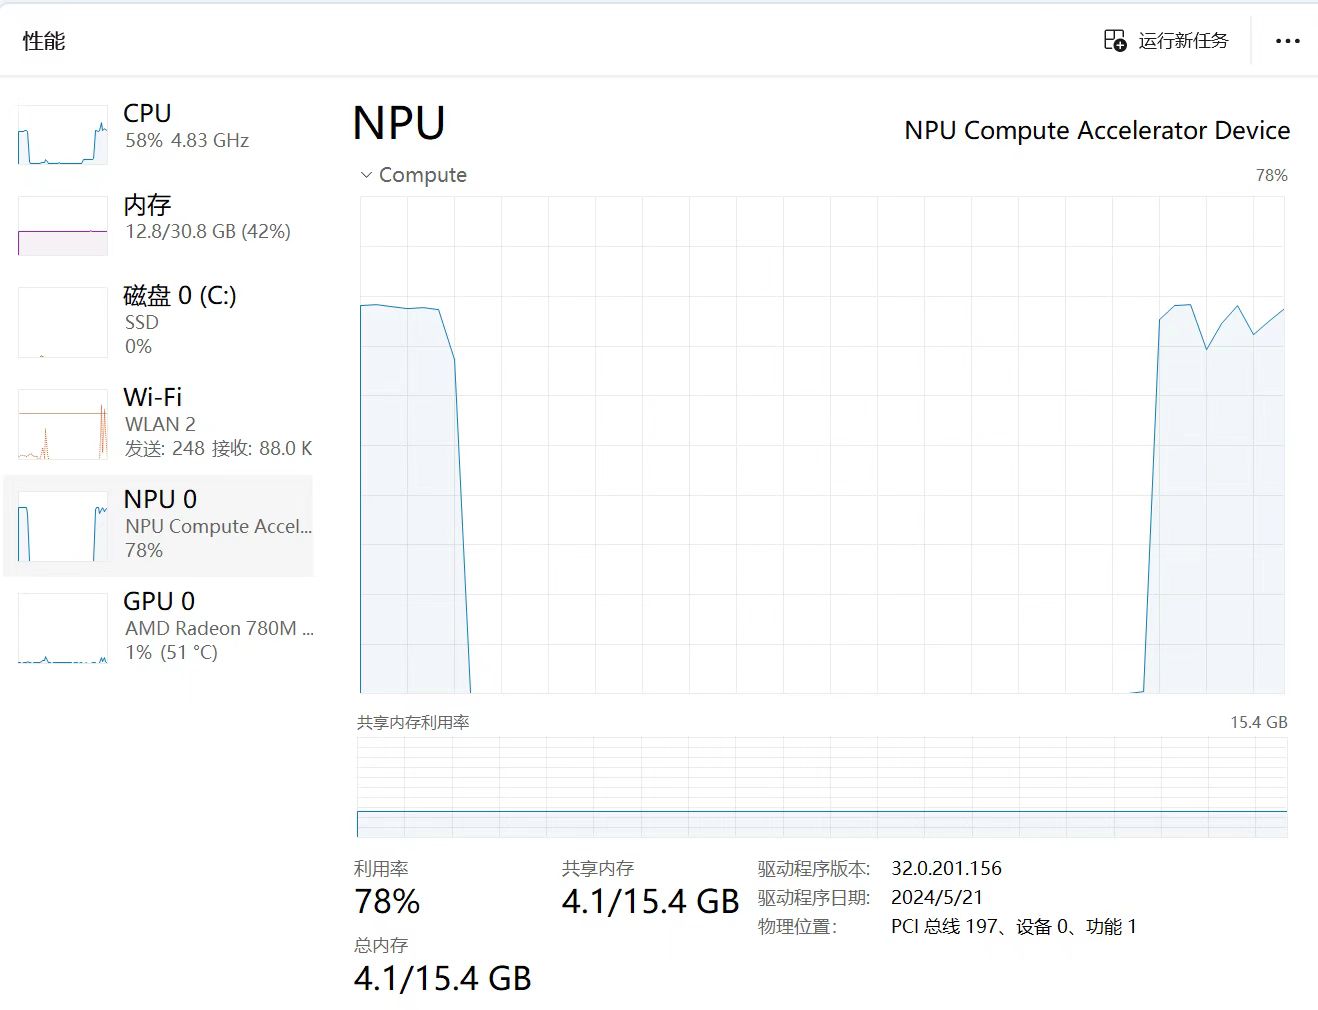 性能
运行新任务
CPU
58% 4.83 GHz
内存
12.8/30.8 GB (42%)
磁盘 0 (C:)
SSD
0%
Wi-Fi
WLAN 2
发送: 248 接收: 88.0 K
NPU 0
NPU Compute Accel...
78%
GPU 0
AMD Radeon 780M ...
1% (51 °C)
NPU
NPU Compute Accelerator Device
Compute
78%
共享内存利用率
15.4 GB
利用率
78%
共享内存
4.1/15.4 GB
总内存
4.1/15.4 GB
驱动程序版本: 32.0.201.156
驱动程序日期: 2024/5/21
物理位置: PCI 总线 197、设备 0、功能 1